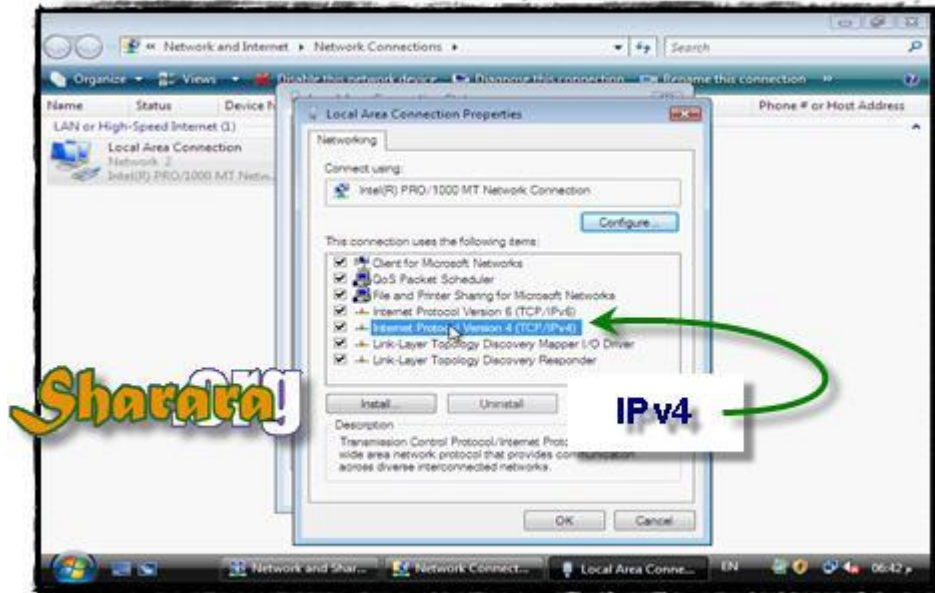 « Network and Internet ▸ Network Connections ▸
Search
Organize
Views
Disable this network device
Diagnose this connection
Rename this connection
»
Name
Status
Device N
Phone # or Host Address
LAN or High-Speed Internet (1)
Local Area Connection
Network 2
Intel(R) PRO/1000 MT Netw...
Local Area Connection Properties
Networking
Connect using:
Intel(R) PRO/1000 MT Network Connection
Configure...
This connection uses the following items:
Client for Microsoft Networks
QoS Packet Scheduler
File and Printer Sharing for Microsoft Networks
Internet Protocol Version 6 (TCP/IPv6)
Internet Protocol Version 4 (TCP/IPv4)
Link-Layer Topology Discovery Mapper I/O Driver
Link-Layer Topology Discovery Responder
Install...
Uninstall
IPv4
Sharara.org
Description
Transmission Control Protocol/Internet Proto
wide area network protocol that provides communication
across diverse interconnected networks.
OK
Cancel
Network and Shar...
Network Connect...
Local Area Conne...
EN
06:42 م